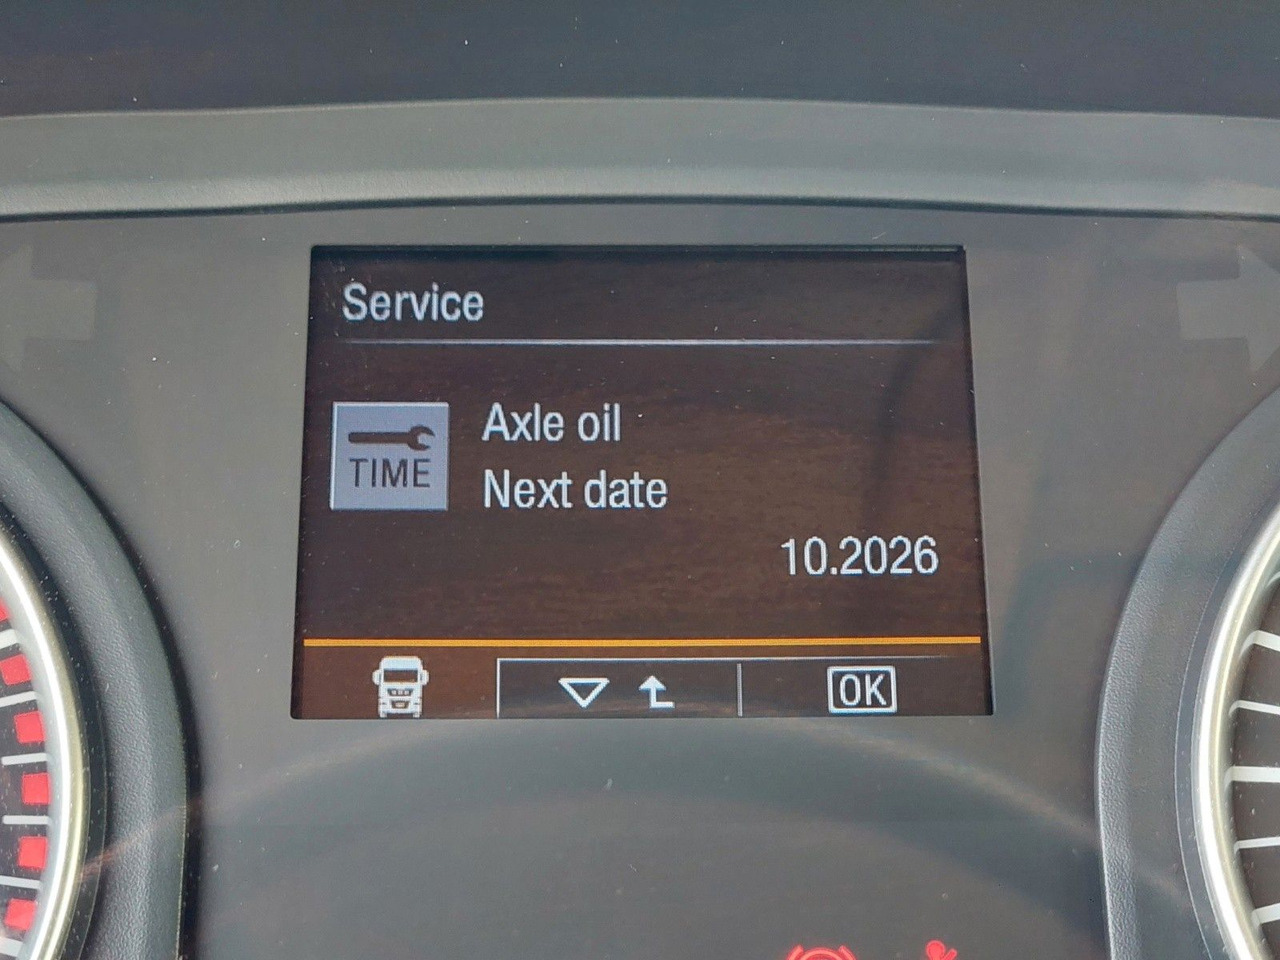 Service
TIME
Axle oil
Next date
10.2026
OK